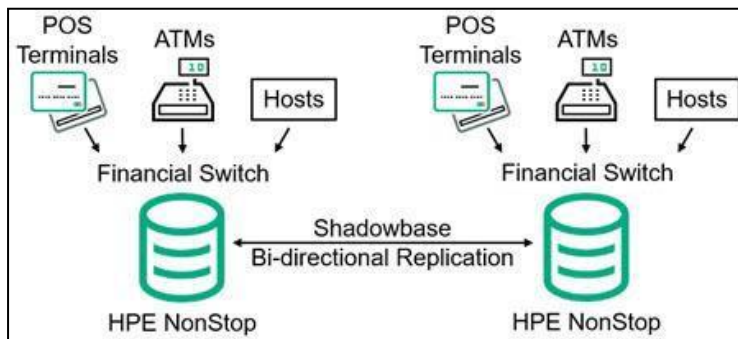 POS
Terminals
ATMs
10
Hosts
Financial Switch
HPE NonStop
Shadowbase
Bi-directional Replication
POS
Terminals
ATMs
10
Hosts
Financial Switch
HPE NonStop